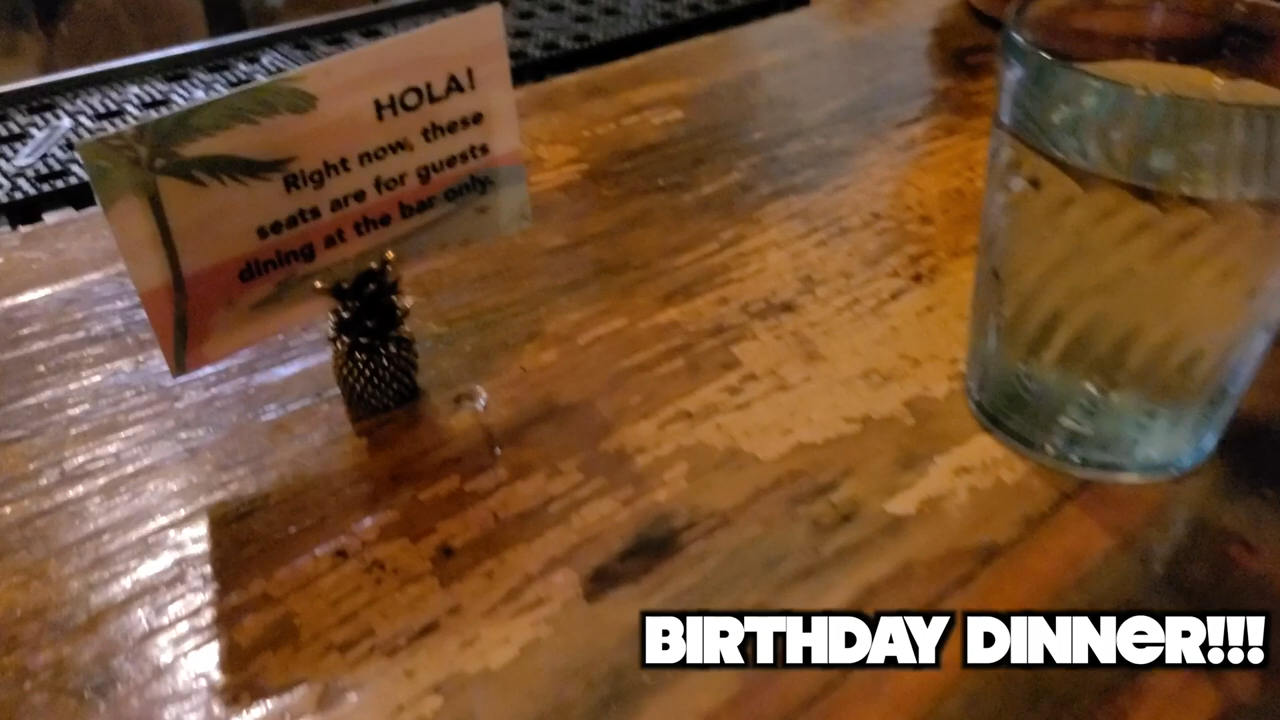 HOLA!
Right now, these
seats are for guests
dining at the bar only.
BIRTHDAY DINNER!!!